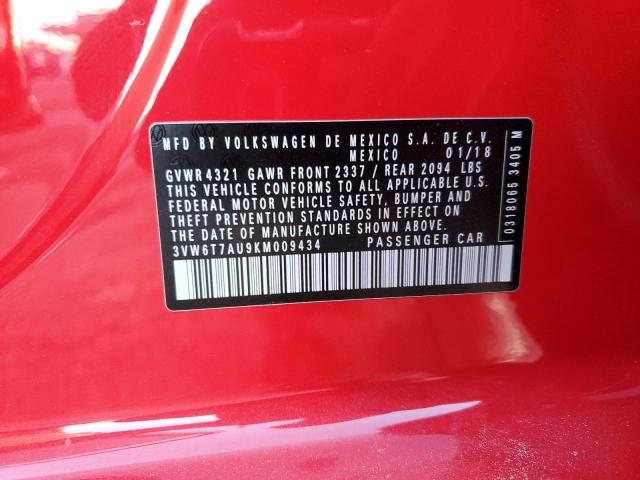 MFD BY VOLKSWAGEN DE MEXICO S.A. DE C.V.
MEXICO 01/18
GVWR 4321 GAWR FRONT 2337 / REAR 2094 LBS
THIS VEHICLE CONFORMS TO ALL APPLICABLE U.S.
FEDERAL MOTOR VEHICLE SAFETY, BUMPER AND
THEFT PREVENTION STANDARDS IN EFFECT ON THE
DATE OF MANUFACTURE SHOWN ABOVE.
3VW6T7AU9KM009434 PASSENGER CAR
0318065 3405 M